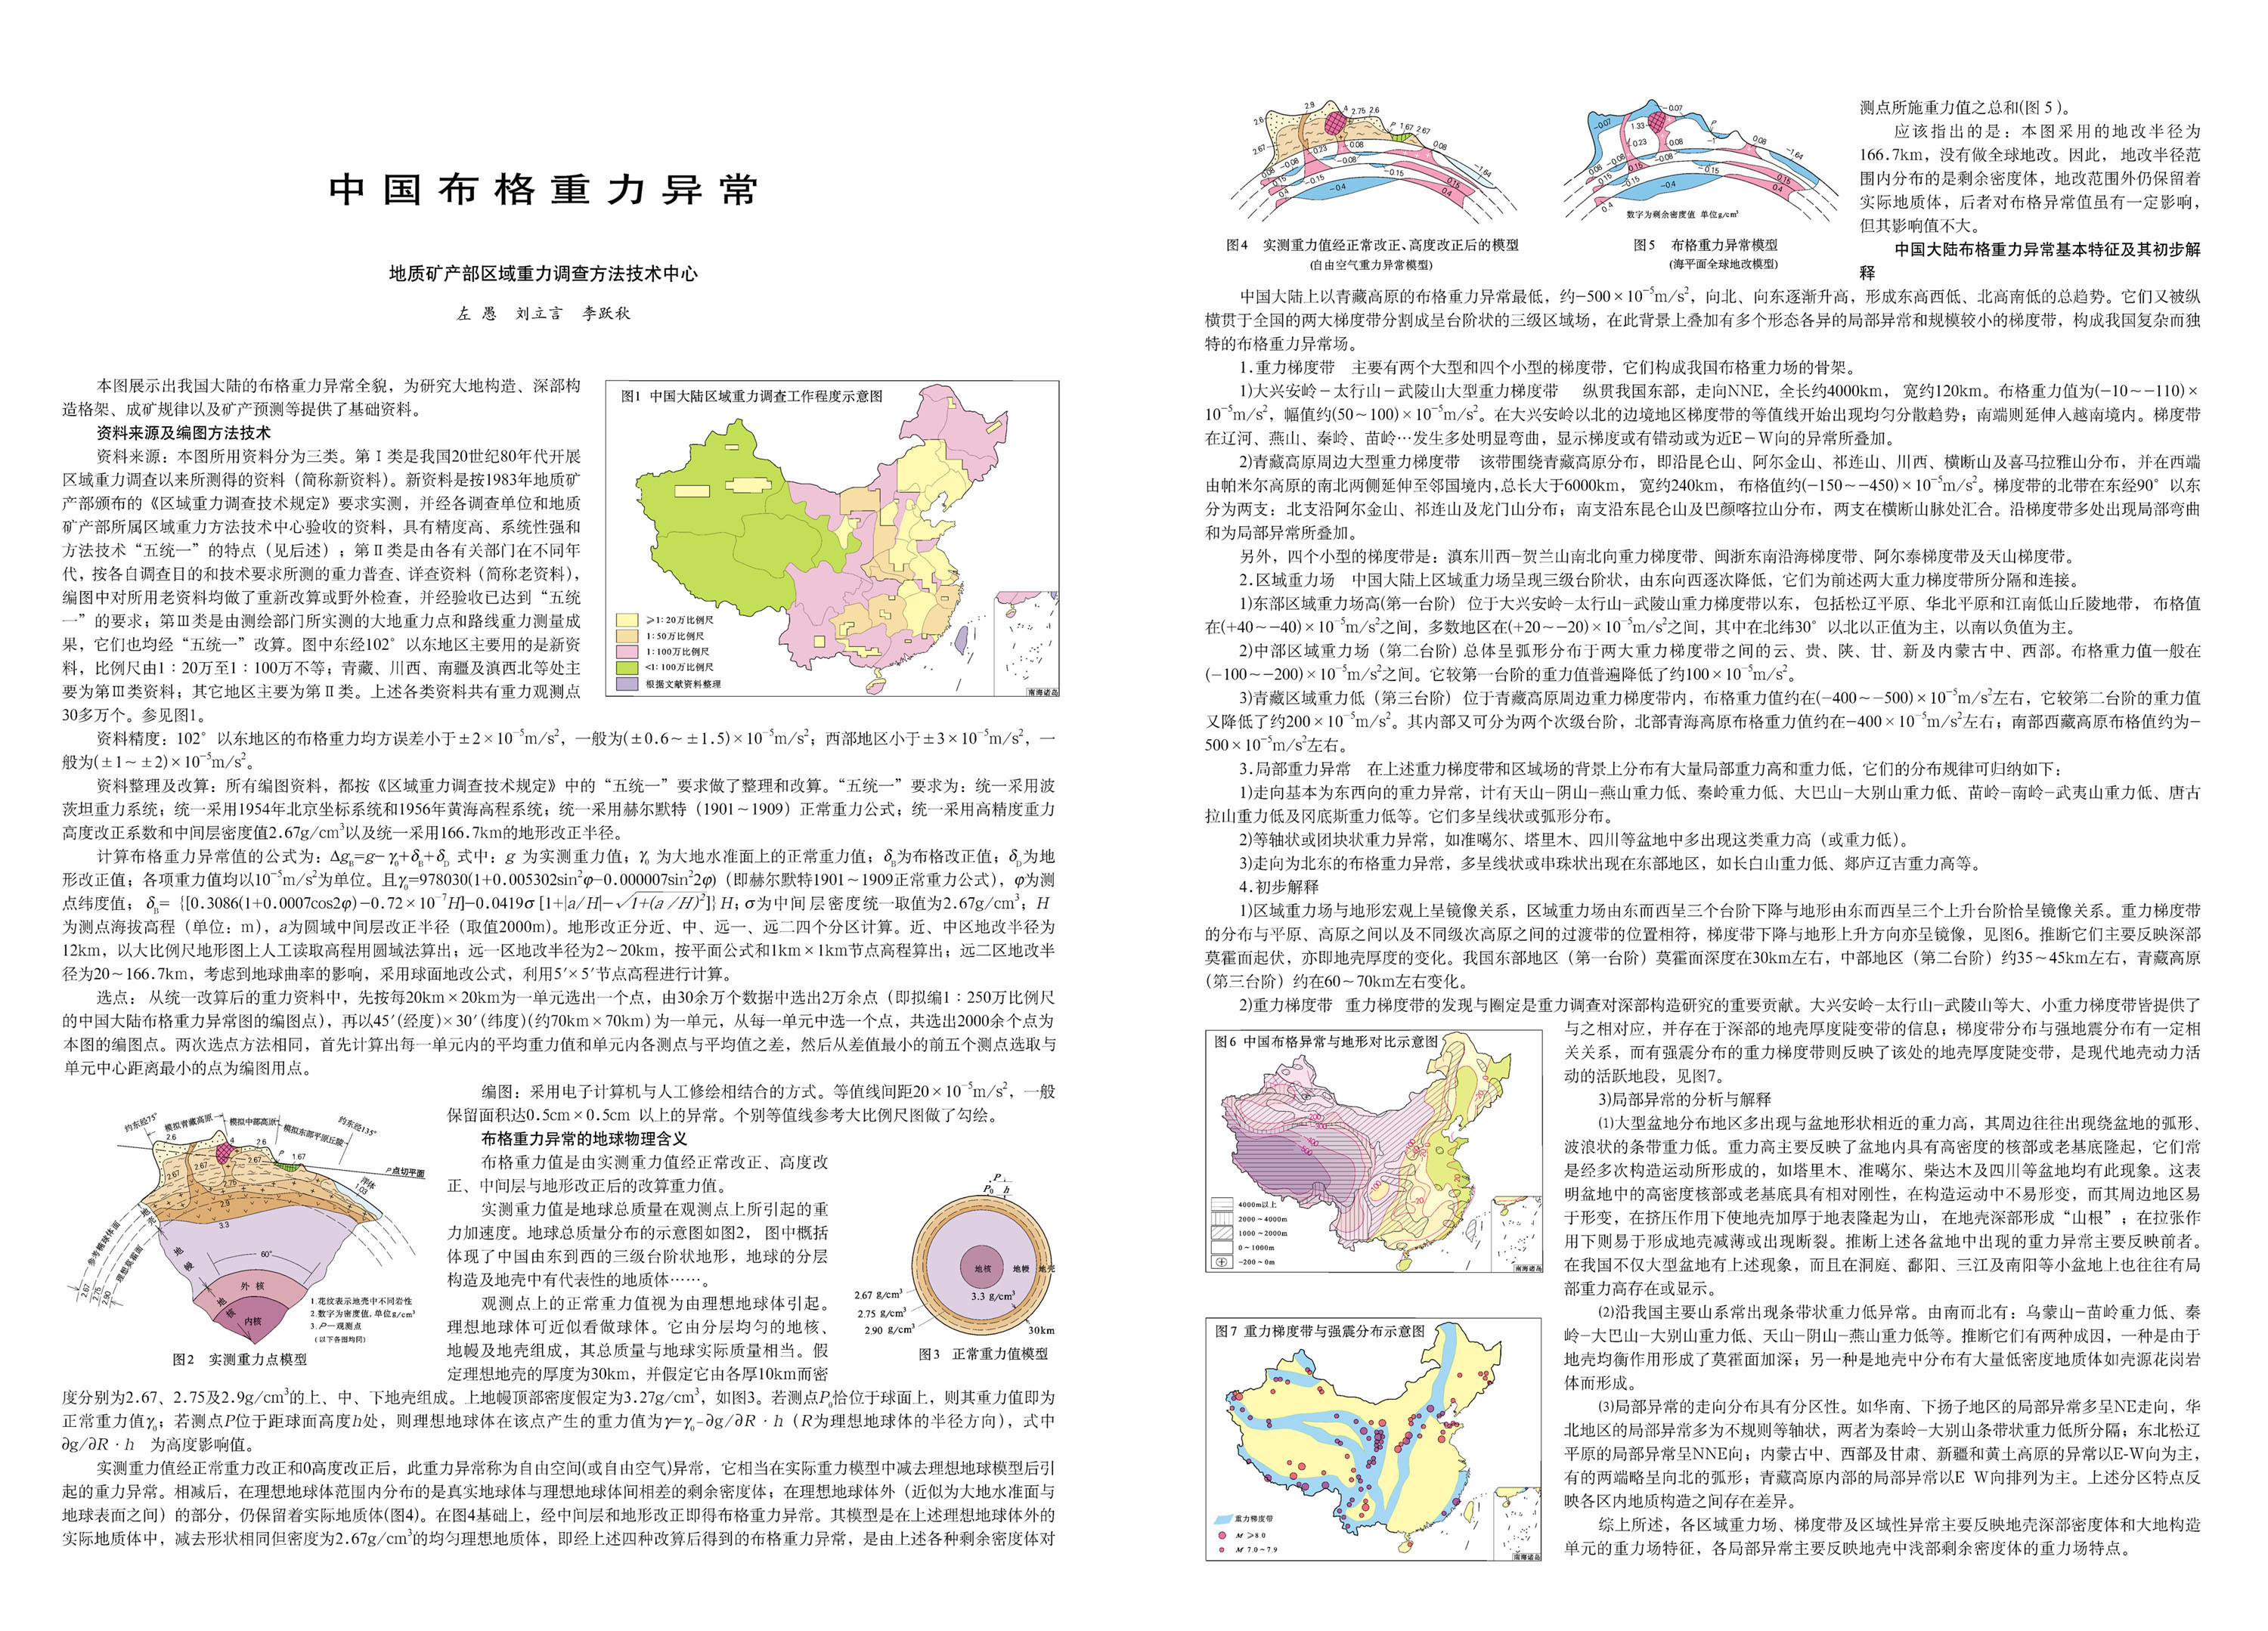 中国布格重力异常
地质矿产部区域重力调查方法技术中心
左 愚 刘立言 李跃秋
本图展示出我国大陆的布格重力异常全貌，为研究大地构造、深部构
造格架、成矿规律以及矿产预测等提供了基础资料。
资料来源及编图方法技术
资料来源：本图所用资料分为三类。第Ⅰ类是我国20世纪80年代开展
区域重力调查以来所测得的资料（简称新资料）。新资料是按1983年地质矿
产部颁布的《区域重力调查技术规定》要求实测，并经各调查单位和地质
矿产部所属区域重力方法技术中心验收的资料，具有精度高、系统性强和
方法技术“五统一”的特点（见后述）；第Ⅱ类是由各有关部门在不同年
代，按各自调查目的和技术要求所测的重力普查、详查资料（简称老资料），
编图中对所用老资料均做了重新改算或野外检查，并经验收已达到“五统
一”的要求；第Ⅲ类是由测绘部门所实测的大地重力点和路线重力测量成
果，它们也均经“五统一”改算。图中东经102°以东地区主要用的是新资
料，比例尺由1：20万至1：100万不等；青藏、川西、南疆及滇西北等处主
要为第Ⅲ类资料；其它地区主要为第Ⅱ类。上述各类资料共有重力观测点
30多万个。参见图1。
图1 中国大陆区域重力调查工作程度示意图
≥1：20万比例尺
1：50万比例尺
1：100万比例尺
<1：100万比例尺
根据文献资料整理
南海诸岛
资料精度：102°以东地区的布格重力均方误差小于±2×10⁻⁵m/s²，一般为(±0.6~±1.5)×10⁻⁵m/s²；西部地区小于±3×10⁻⁵m/s²，一
般为(±1~±2)×10⁻⁵m/s²。
资料整理及改算：所有编图资料，都按《区域重力调查技术规定》中的“五统一”要求做了整理和改算。“五统一”要求为：统一采用波
茨坦重力系统；统一采用1954年北京坐标系统和1956年黄海高程系统；统一采用赫尔默特（1901~1909）正常重力公式；统一采用高精度重力
高度改正系数和中间层密度值2.67g/cm³以及统一采用166.7km的地形改正半径。
计算布格重力异常值的公式为：Δg_B=g-γ₀+δ_B+δ_D 式中：g 为实测重力值；γ₀ 为大地水准面上的正常重力值；δ_B为布格改正值；δ_D为地
形改正值；各项重力值均以10⁻⁵m/s²为单位。且γ₀=978030(1+0.005302sin²φ-0.000007sin²2φ)（即赫尔默特1901~1909正常重力公式），φ为测
点纬度值；δ_B= {[0.3086(1+0.0007cos2φ)-0.72×10⁻⁷H]-0.0419σ [1+|a/H|-√1+(a/H)²]} H；σ为中间层密度统一取值为2.67g/cm³；H
为测点海拔高程（单位：m），a为圆域中间层改正半径（取值2000m）。地形改正分近、中、远一、远二四个分区计算。近、中区地改半径为
12km，以大比例尺地形图上人工读取高程用圆域法算出；远一区地改半径为2~20km，按平面公式和1km×1km节点高程算出；远二区地改半
径为20~166.7km，考虑到地球曲率的影响，采用球面地改公式，利用5′×5′节点高程进行计算。
选点：从统一改算后的重力资料中，先按每20km×20km为一单元选出一个点，由30余万个数据中选出2万余点（即拟编1：250万比例尺
的中国大陆布格重力异常图的编图点），再以45′(经度)×30′(纬度)(约70km×70km)为一单元，从每一单元中选一个点，共选出2000余个点为
本图的编图点。两次选点方法相同，首先计算出每一单元内的平均重力值和单元内各测点与平均值之差，然后从差值最小的前五个测点选取与
单元中心距离最小的点为编图用点。
编图：采用电子计算机与人工修绘相结合的方式。等值线间距20×10⁻⁵m/s²，一般
保留面积达0.5cm×0.5cm 以上的异常。个别等值线参考大比例尺图做了勾绘。
布格重力异常的地球物理含义
布格重力值是由实测重力值经正常改正、高度改
正、中间层与地形改正后的改算重力值。
实测重力值是地球总质量在观测点上所引起的重
力加速度。地球总质量分布的示意图如图2，图中概括
体现了中国由东到西的三级台阶状地形，地球的分层
构造及地壳中有代表性的地质体……。
观测点上的正常重力值视为由理想地球体引起。
理想地球体可近似看做球体。它由分层均匀的地核、
地幔及地壳组成，其总质量与地球实际质量相当。假
定理想地壳的厚度为30km，并假定它由各厚10km而密
约东经75°
模拟青藏高原
模拟中部高原
模拟东部平原丘陵
约东经135°
2.6
4
2.6
P
1.67
P点切平面
2.67
2.67
2.67
2.75
2.9
3.3
1.03
地壳
地幔
60°
外核
地核
内核
参考椭球体面
理想莫霍面
2.67
2.75
2.90
1.花纹表示地壳中不同岩性
2.数字为密度值，单位g/cm³
3.P—观测点
（以下各图均同）
图2 实测重力点模型
P
P₀ h
地核
地幔
地壳
3.3 g/cm³
2.67 g/cm³
2.75 g/cm³
2.90 g/cm³
30km
图3 正常重力值模型
度分别为2.67、2.75及2.9g/cm³的上、中、下地壳组成。上地幔顶部密度假定为3.27g/cm³，如图3。若测点P₀恰位于球面上，则其重力值即为
正常重力值γ₀；若测点P位于距球面高度h处，则理想地球体在该点产生的重力值为γ=γ₀-∂g/∂R · h（R为理想地球体的半径方向），式中
∂g/∂R · h 为高度影响值。
实测重力值经正常重力改正和0高度改正后，此重力异常称为自由空间(或自由空气)异常，它相当在实际重力模型中减去理想地球模型后引
起的重力异常。相减后，在理想地球体范围内分布的是真实地球体与理想地球体间相差的剩余密度体；在理想地球体外（近似为大地水准面与
地球表面之间）的部分，仍保留着实际地质体(图4)。在图4基础上，经中间层和地形改正即得布格重力异常。其模型是在上述理想地球体外的
实际地质体中，减去形状相同但密度为2.67g/cm³的均匀理想地质体，即经上述四种改算后得到的布格重力异常，是由上述各种剩余密度体对
2.6
2.9
4
2.75
2.6
P
1.67
2.67
2.67
-0.23
-0.08
0.08
-1.64
-0.08
-0.08
0.08
0.15
-0.15
-0.15
0.15
0.4
-0.4
0.4
图4 实测重力值经正常改正、高度改正后的模型
(自由空气重力异常模型)
-0.07
-0.07
1.33
P
-1
-0.23
-0.08
0.08
-1.64
-0.08
-0.08
0.08
0.15
0.15
-0.15
0.15
-0.4
0.4
0.4
数字为剩余密度值 单位g/cm³
图5 布格重力异常模型
(海平面全球地改模型)
测点所施重力值之总和(图5)。
应该指出的是：本图采用的地改半径为
166.7km，没有做全球地改。因此，地改半径范
围内分布的是剩余密度体，地改范围外仍保留着
实际地质体，后者对布格异常值虽有一定影响，
但其影响值不大。
中国大陆布格重力异常基本特征及其初步解
释
中国大陆上以青藏高原的布格重力异常最低，约-500×10⁻⁵m/s²，向北、向东逐渐升高，形成东高西低、北高南低的总趋势。它们又被纵
横贯于全国的两大梯度带分割成呈台阶状的三级区域场，在此背景上叠加有多个形态各异的局部异常和规模较小的梯度带，构成我国复杂而独
特的布格重力异常场。
1.重力梯度带 主要有两个大型和四个小型的梯度带，它们构成我国布格重力场的骨架。
1)大兴安岭－太行山－武陵山大型重力梯度带 纵贯我国东部，走向NNE，全长约4000km，宽约120km。布格重力值为(-10~-110)×
10⁻⁵m/s²，幅值约(50~100)×10⁻⁵m/s²。在大兴安岭以北的边境地区梯度带的等值线开始出现均匀分散趋势；南端则延伸入越南境内。梯度带
在辽河、燕山、秦岭、苗岭…发生多处明显弯曲，显示梯度或有错动或为近E－W向的异常所叠加。
2)青藏高原周边大型重力梯度带 该带围绕青藏高原分布，即沿昆仑山、阿尔金山、祁连山、川西、横断山及喜马拉雅山分布，并在西端
由帕米尔高原的南北两侧延伸至邻国境内，总长大于6000km，宽约240km，布格值约(-150~-450)×10⁻⁵m/s²。梯度带的北带在东经90°以东
分为两支：北支沿阿尔金山、祁连山及龙门山分布；南支沿东昆仑山及巴颜喀拉山分布，两支在横断山脉处汇合。沿梯度带多处出现局部弯曲
和为局部异常所叠加。
另外，四个小型的梯度带是：滇东川西－贺兰山南北向重力梯度带、闽浙东南沿海梯度带、阿尔泰梯度带及天山梯度带。
2.区域重力场 中国大陆上区域重力场呈现三级台阶状，由东向西逐次降低，它们为前述两大重力梯度带所分隔和连接。
1)东部区域重力场高(第一台阶) 位于大兴安岭－太行山－武陵山重力梯度带以东，包括松辽平原、华北平原和江南低山丘陵地带，布格值
在(+40~-40)×10⁻⁵m/s²之间，多数地区在(+20~-20)×10⁻⁵m/s²之间，其中在北纬30°以北以正值为主，以南以负值为主。
2)中部区域重力场（第二台阶) 总体呈弧形分布于两大重力梯度带之间的云、贵、陕、甘、新及内蒙古中、西部。布格重力值一般在
(-100~-200)×10⁻⁵m/s²之间。它较第一台阶的重力值普遍降低了约100×10⁻⁵m/s²。
3)青藏区域重力低（第三台阶） 位于青藏高原周边重力梯度带内，布格重力值约在(-400~-500)×10⁻⁵m/s²左右，它较第二台阶的重力值
又降低了约200×10⁻⁵m/s²。其内部又可分为两个次级台阶，北部青海高原布格重力值约在-400×10⁻⁵m/s²左右；南部西藏高原布格值约为-
500×10⁻⁵m/s²左右。
3.局部重力异常 在上述重力梯度带和区域场的背景上分布有大量局部重力高和重力低，它们的分布规律可归纳如下：
1)走向基本为东西向的重力异常，计有天山－阴山－燕山重力低、秦岭重力低、大巴山－大别山重力低、苗岭－南岭－武夷山重力低、唐古
拉山重力低及冈底斯重力低等。它们多呈线状或弧形分布。
2)等轴状或团块状重力异常，如准噶尔、塔里木、四川等盆地中多出现这类重力高（或重力低）。
3)走向为北东的布格重力异常，多呈线状或串珠状出现在东部地区，如长白山重力低、郯庐辽吉重力高等。
4.初步解释
1)区域重力场与地形宏观上呈镜像关系，区域重力场由东而西呈三个台阶下降与地形由东而西呈三个上升台阶恰呈镜像关系。重力梯度带
的分布与平原、高原之间以及不同级次高原之间的过渡带的位置相符，梯度带下降与地形上升方向亦呈镜像，见图6。推断它们主要反映深部
莫霍面起伏，亦即地壳厚度的变化。我国东部地区（第一台阶）莫霍面深度在30km左右，中部地区（第二台阶）约35~45km左右，青藏高原
(第三台阶）约在60~70km左右变化。
2)重力梯度带 重力梯度带的发现与圈定是重力调查对深部构造研究的重要贡献。大兴安岭－太行山－武陵山等大、小重力梯度带皆提供了
与之相对应，并存在于深部的地壳厚度陡变带的信息；梯度带分布与强地震分布有一定相
关关系，而有强震分布的重力梯度带则反映了该处的地壳厚度陡变带，是现代地壳动力活
动的活跃地段，见图7。
3)局部异常的分析与解释
⑴大型盆地分布地区多出现与盆地形状相近的重力高，其周边往往出现绕盆地的弧形、
波浪状的条带重力低。重力高主要反映了盆地内具有高密度的核部或老基底隆起，它们常
是经多次构造运动所形成的，如塔里木、准噶尔、柴达木及四川等盆地均有此现象。这表
明盆地中的高密度核部或老基底具有相对刚性，在构造运动中不易形变，而其周边地区易
于形变，在挤压作用下使地壳加厚于地表隆起为山，在地壳深部形成“山根”；在拉张作
用下则易于形成地壳减薄或出现断裂。推断上述各盆地中出现的重力异常主要反映前者。
在我国不仅大型盆地有上述现象，而且在洞庭、鄱阳、三江及南阳等小盆地上也往往有局
部重力高存在或显示。
⑵沿我国主要山系常出现条带状重力低异常。由南而北有：乌蒙山－苗岭重力低、秦
岭－大巴山－大别山重力低、天山－阴山－燕山重力低等。推断它们有两种成因，一种是由于
地壳均衡作用形成了莫霍面加深；另一种是地壳中分布有大量低密度地质体如壳源花岗岩
体而形成。
⑶局部异常的走向分布具有分区性。如华南、下扬子地区的局部异常多呈NE走向，华
北地区的局部异常多为不规则等轴状，两者为秦岭－大别山条带状重力低所分隔；东北松辽
平原的局部异常呈NNE向；内蒙古中、西部及甘肃、新疆和黄土高原的异常以E-W向为主，
有的两端略呈向北的弧形；青藏高原内部的局部异常以E W向排列为主。上述分区特点反
映各区内地质构造之间存在差异。
综上所述，各区域重力场、梯度带及区域性异常主要反映地壳深部密度体和大地构造
单元的重力场特征，各局部异常主要反映地壳中浅部剩余密度体的重力场特点。
图6 中国布格异常与地形对比示意图
4000m以上
2000~4000m
1000~2000m
0~1000m
-200~0m
南海诸岛
图7 重力梯度带与强震分布示意图
重力梯度带
M ≥8.0
M 7.0~7.9
南海诸岛